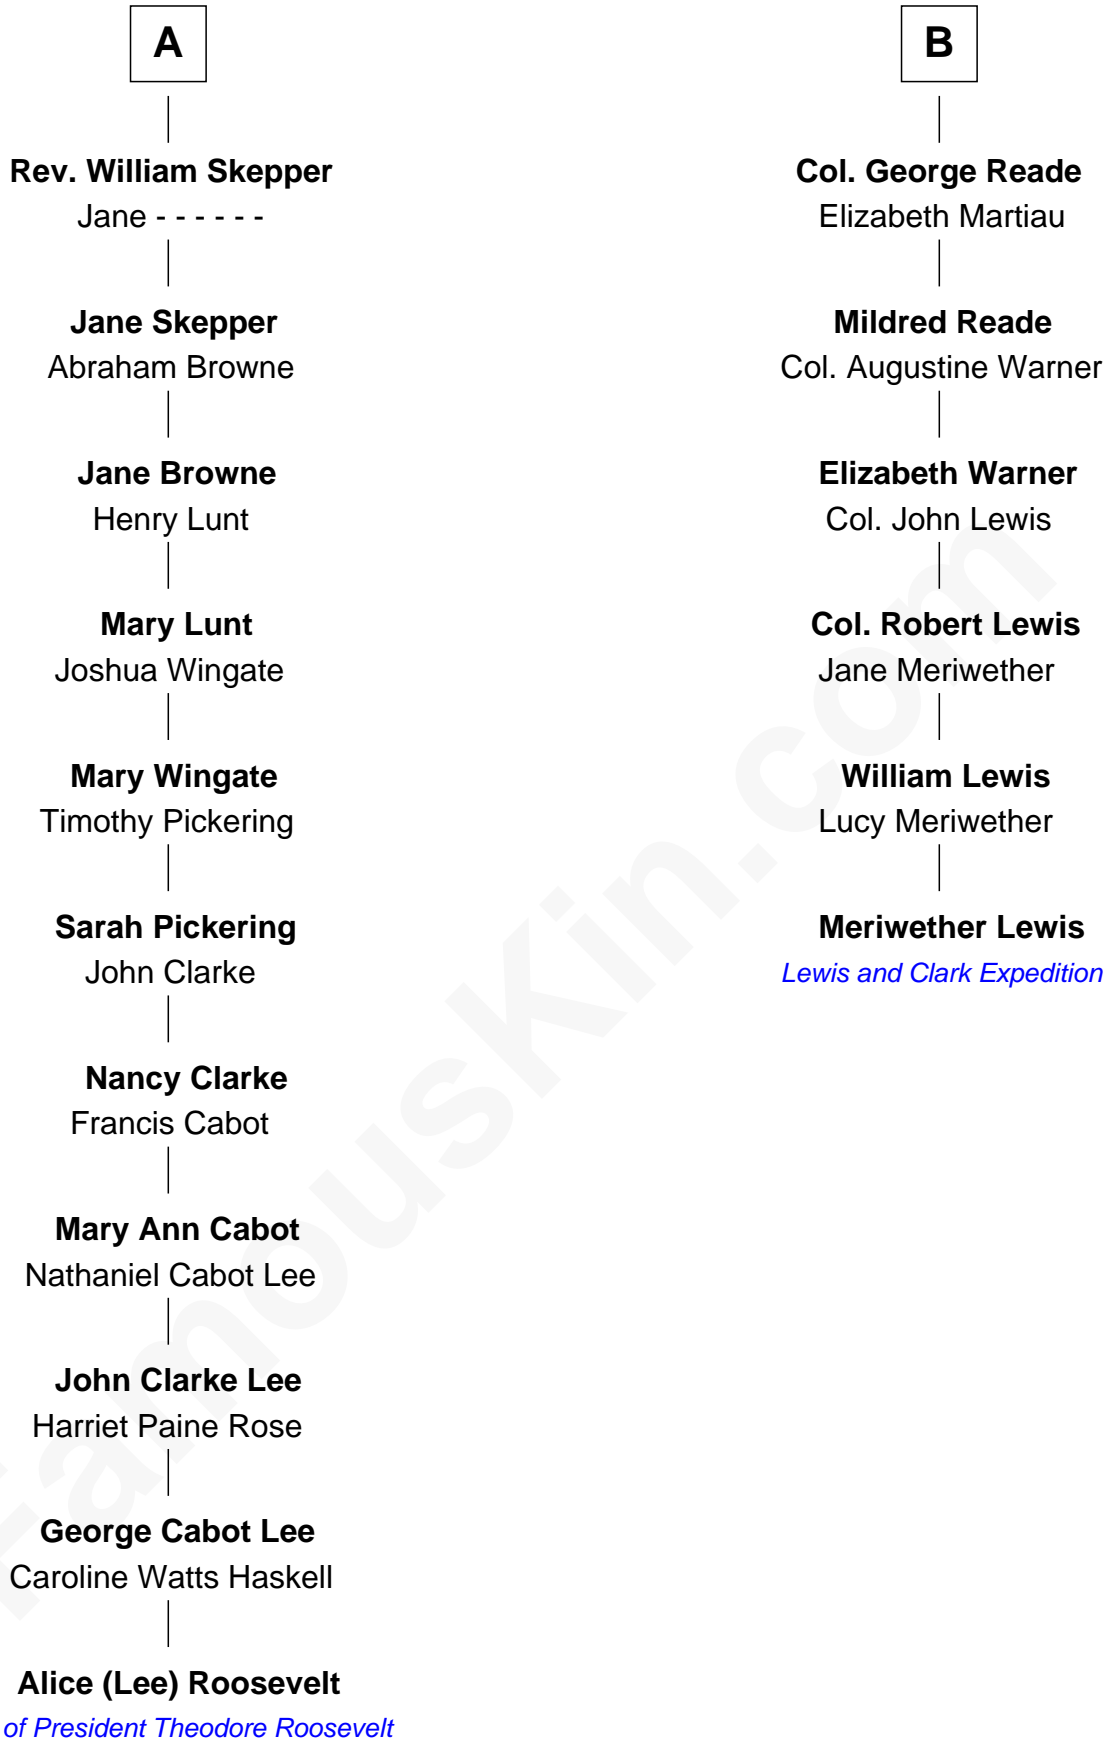 A
Rev. William Skepper
Jane - - - - - -
Jane Skepper
Abraham Browne
Jane Browne
Henry Lunt
Mary Lunt
Joshua Wingate
Mary Wingate
Timothy Pickering
Sarah Pickering
John Clarke
Nancy Clarke
Francis Cabot
Mary Ann Cabot
Nathaniel Cabot Lee
John Clarke Lee
Harriet Paine Rose
George Cabot Lee
Caroline Watts Haskell
Alice (Lee) Roosevelt
of President Theodore Roosevelt
B
Col. George Reade
Elizabeth Martiau
Mildred Reade
Col. Augustine Warner
Elizabeth Warner
Col. John Lewis
Col. Robert Lewis
Jane Meriwether
William Lewis
Lucy Meriwether
Meriwether Lewis
Lewis and Clark Expedition
FamousKin.com